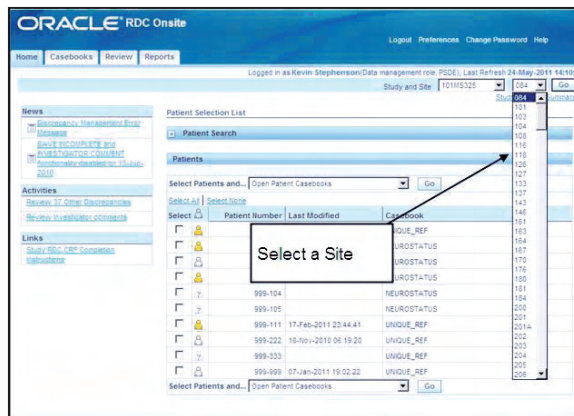 ORACLE® RDC Onsite
Logout Preferences Change Password Help
Home Casebooks Review Reports
Logged in as Kevin Stephenson(Data management role, PSDE); Last Refresh 24-May-2011 14:10:
Study and Site 101MS325 084 Go
News
Discrepancy Management Error
Message
SAVE INCOMPLETE and
INVESTIGATOR COMMENT
functionality disabled for 15-July-
2010
Activities
Review 37 Other Discrepancies
Review Investigator comments
Links
Study RDC CRF Completion
Instructions
Patient Selection List
Patient Search
Patients
Select Patients and... Open Patient Casebooks Go
Select All Select None
Select Patient Number Last Modified Casebook
UNIQUE_REF
NEUROSTATUS
NEUROSTATUS
NEUROSTATUS
999-104 NEUROSTATUS
999-105 NEUROSTATUS
999-111 17-Feb-2011 23:44:41 UNIQUE_REF
999-222 16-Nov-2010 06:19:20 UNIQUE_REF
999-333 UNIQUE_REF
999-999 07-Jan-2011 19:02:22 UNIQUE_REF
Select Patients and... Open Patient Casebooks Go
Select a Site
084
101
103
104
108
116
118
126
127
133
137
143
146
161
163
164
167
170
176
180
181
184
200
201
201A
202
203
204
205
206